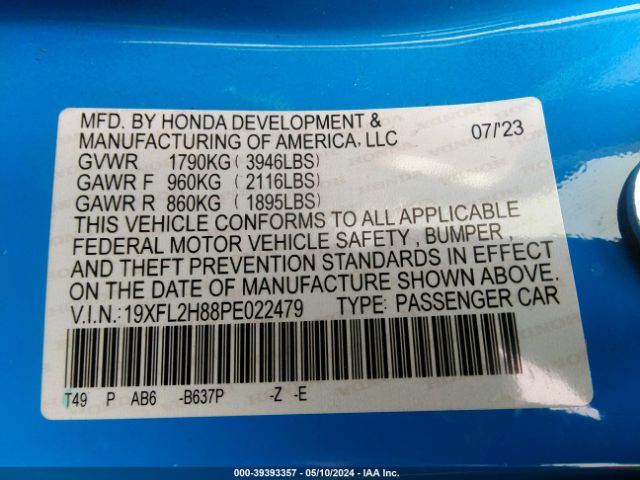 MFD. BY HONDA DEVELOPMENT &
MANUFACTURING OF AMERICA, LLC 07/'23
GVWR 1790KG ( 3946LBS)
GAWR F 960KG ( 2116LBS)
GAWR R 860KG ( 1895LBS)
THIS VEHICLE CONFORMS TO ALL APPLICABLE
FEDERAL MOTOR VEHICLE SAFETY , BUMPER ,
AND THEFT PREVENTION STANDARDS IN EFFECT
ON THE DATE OF MANUFACTURE SHOWN ABOVE.
V.I.N.: 19XFL2H88PE022479 TYPE: PASSENGER CAR
T49 P AB6 -B637P -Z -E
000-39393357 - 05/10/2024 - IAA Inc.